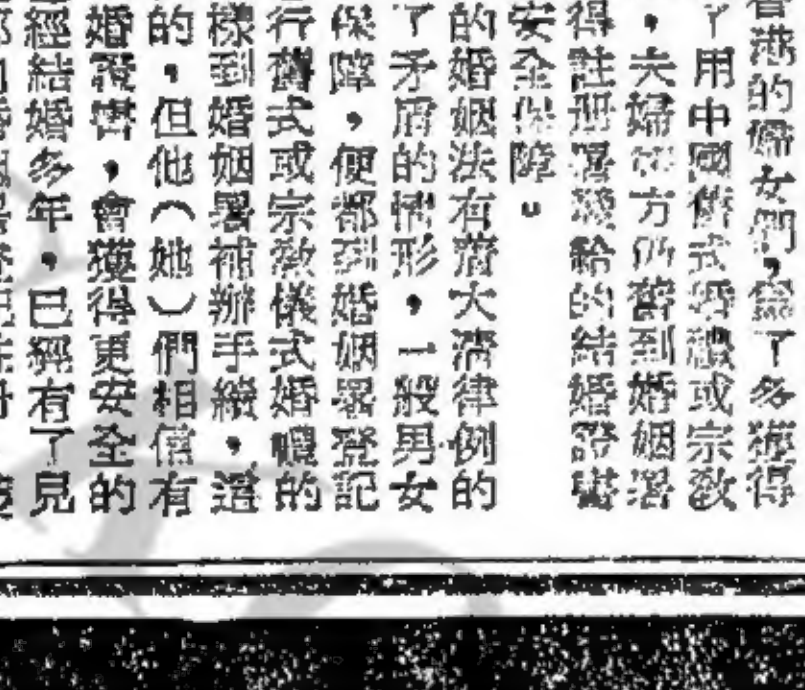 香港的婦女們，爲了多獲得
了用中國舊式婚禮或宗教
，夫婦雙方仍舊到婚姻署
得註册署發給的結婚證書
安全保障。
的婚姻法有舊大清律例的
了矛盾的情形，一般男女
保障，便都到婚姻署登記
行舊式或宗教儀式婚禮的
樣到婚姻署補辦手續，這
的，但他（她）們相信有
婚證書，會獲得更安全的
經結婚多年，已經有了見